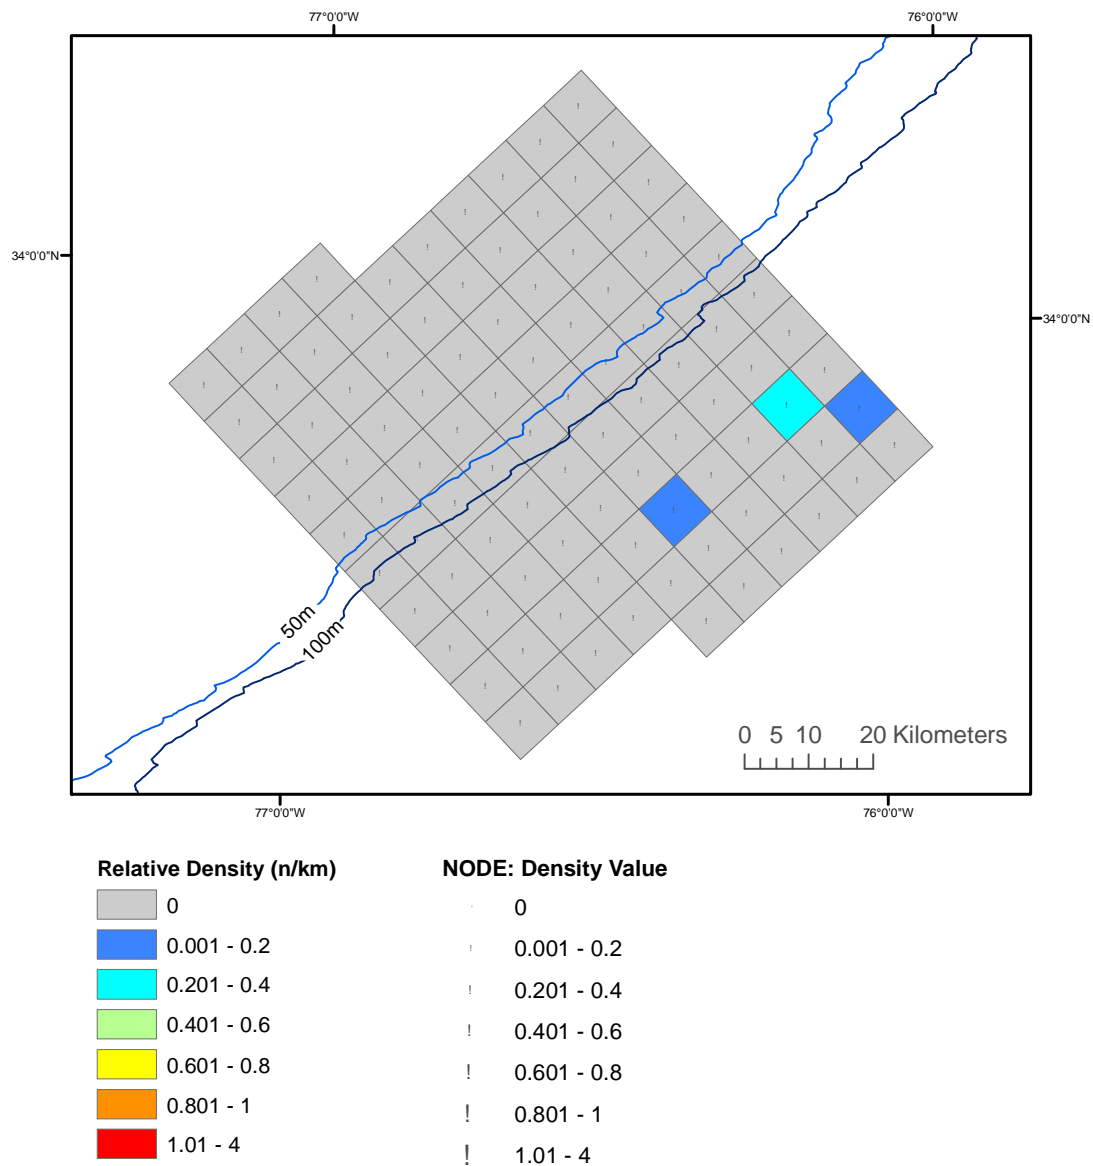 77°0'0"W 76°0'0"W
34°0'0"N
34°0'0"N
50m
100m
0 5 10 20 Kilometers
77°0'0"W 76°0'0"W
Relative Density (n/km)
0
0.001 - 0.2
0.201 - 0.4
0.401 - 0.6
0.601 - 0.8
0.801 - 1
1.01 - 4
NODE: Density Value
0
! 0.001 - 0.2
! 0.201 - 0.4
! 0.401 - 0.6
! 0.601 - 0.8
! 0.801 - 1
! 1.01 - 4